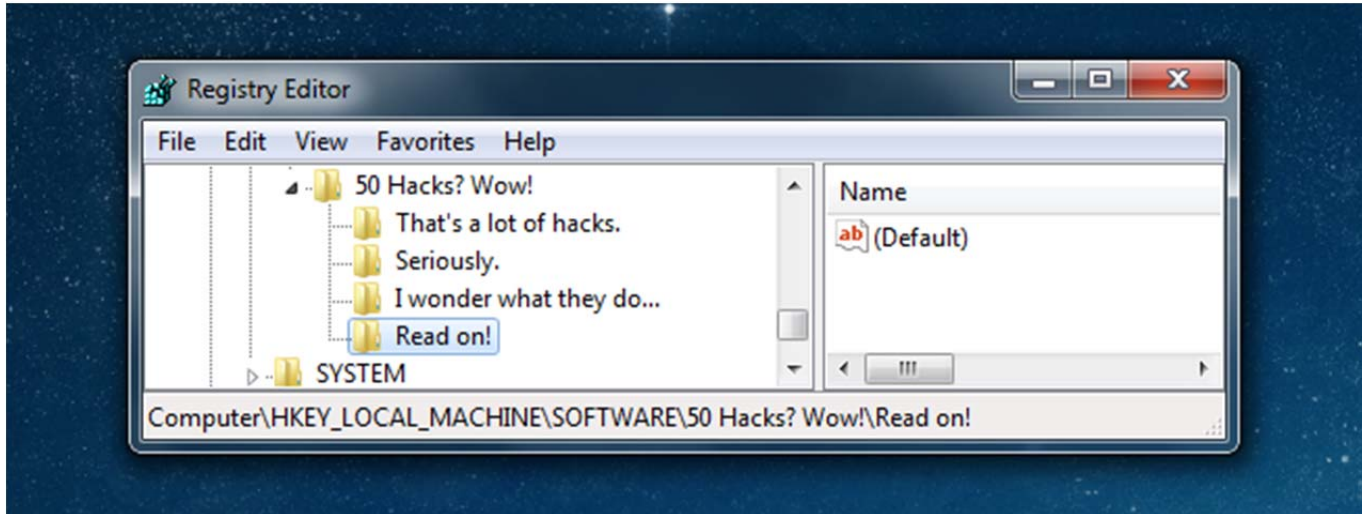 Registry Editor
File Edit View Favorites Help
50 Hacks? Wow!
That's a lot of hacks.
Seriously.
I wonder what they do...
Read on!
SYSTEM
Name
ab (Default)
Computer\HKEY_LOCAL_MACHINE\SOFTWARE\50 Hacks? Wow!\Read on!